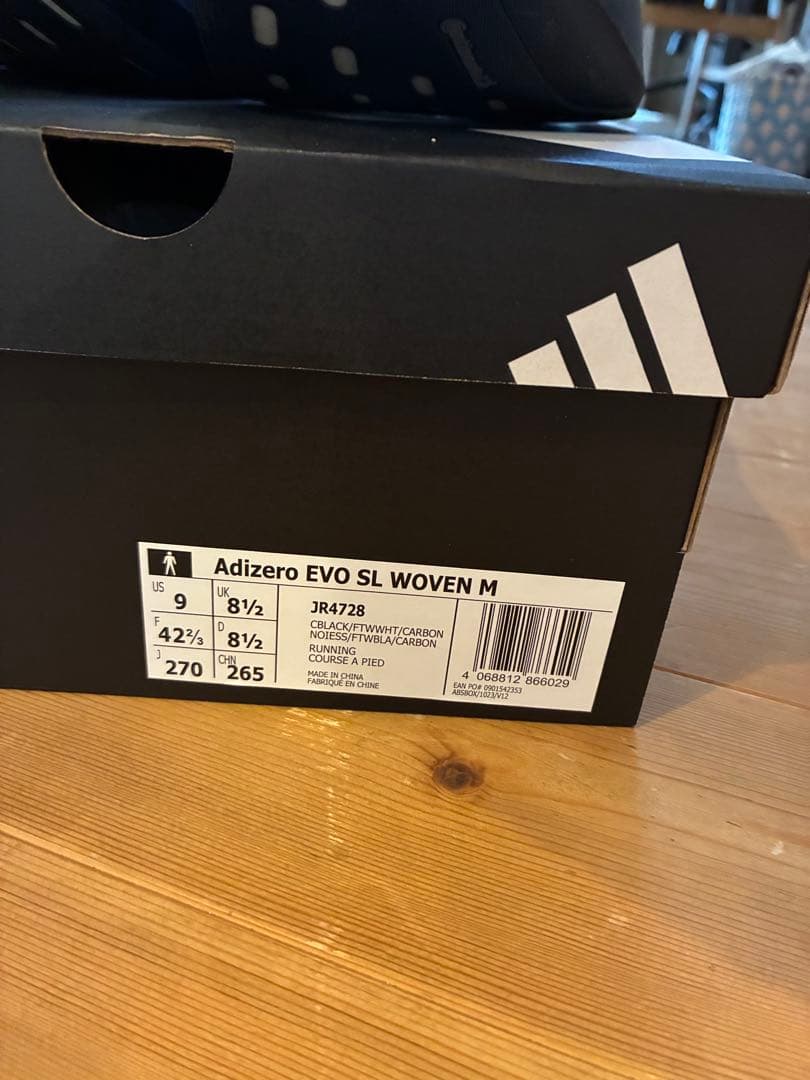 Adizero EVO SL WOVEN M
US 9
UK 8½
F 42⅔
D 8½
J 270
CHN 265
JR4728
CBLACK/FTWWHT/CARBON
NOIESS/FTWBLA/CARBON
RUNNING
COURSE A PIED
MADE IN CHINA
FABRIQUÉ EN CHINE
4 068812 866029
EAN PO# 0901542353
ABSBOX/1023/V12